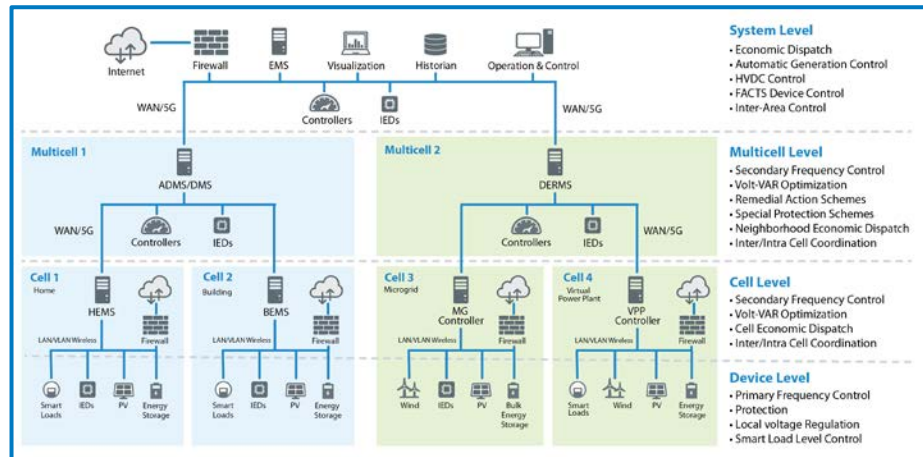 System Level
• Economic Dispatch
• Automatic Generation Control
• HVDC Control
• FACTS Device Control
• Inter-Area Control
Internet
Firewall
EMS
Visualization
Historian
Operation & Control
WAN/5G
Controllers
IEDs
WAN/5G
Multicell 1
ADMS/DMS
WAN/5G
Controllers
IEDs
Multicell 2
DERMS
Controllers
IEDs
WAN/5G
Multicell Level
• Secondary Frequency Control
• Volt-VAR Optimization
• Remedial Action Schemes
• Special Protection Schemes
• Neighborhood Economic Dispatch
• Inter/Intra Cell Coordination
Cell 1
Home
HEMS
LAN/VLAN Wireless
Firewall
Cell 2
Building
BEMS
LAN/VLAN Wireless
Firewall
Cell 3
Microgrid
MG
Controller
LAN/VLAN Wireless
Firewall
Cell 4
Virtual
Power Plant
VPP
Controller
LAN/VLAN Wireless
Firewall
Cell Level
• Secondary Frequency Control
• Volt-VAR Optimization
• Cell Economic Dispatch
• Inter/Intra Cell Coordination
Smart
Loads
IEDs
PV
Energy
Storage
Smart
Loads
IEDs
PV
Energy
Storage
Wind
IEDs
PV
Bulk
Energy
Storage
Smart
Loads
Wind
PV
Energy
Storage
Device Level
• Primary Frequency Control
• Protection
• Local voltage Regulation
• Smart Load Level Control